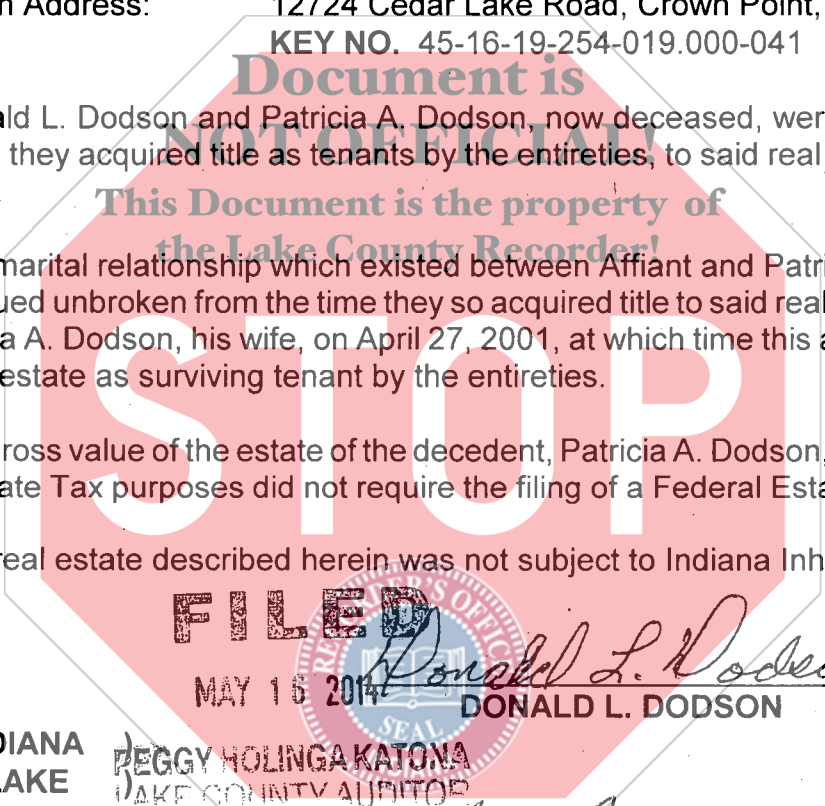 n Address: 12724 Cedar Lake Road, Crown Point,
KEY NO. 45-16-19-254-019.000-041
Document is
ald L. Dodson and Patricia A. Dodson, now deceased, wer
NOT OFFICIAL!
they acquired title as tenants by the entireties, to said real
This Document is the property of
the Lake County Recorder!
marital relationship which existed between Affiant and Patri
ued unbroken from the time they so acquired title to said real
a A. Dodson, his wife, on April 27, 2001, at which time this a
estate as surviving tenant by the entireties.
STOP
ross value of the estate of the decedent, Patricia A. Dodson,
ate Tax purposes did not require the filing of a Federal Esta
real estate described herein was not subject to Indiana Inh
FILED
RECORDER'S OFFIC
MAY 16 2014
Donald L. Dodso
DONALD L. DODSON
SEAL
DIANA )
PEGGY HOLINGA KATONA
LAKE )
LAKE COUNTY AUDITOR